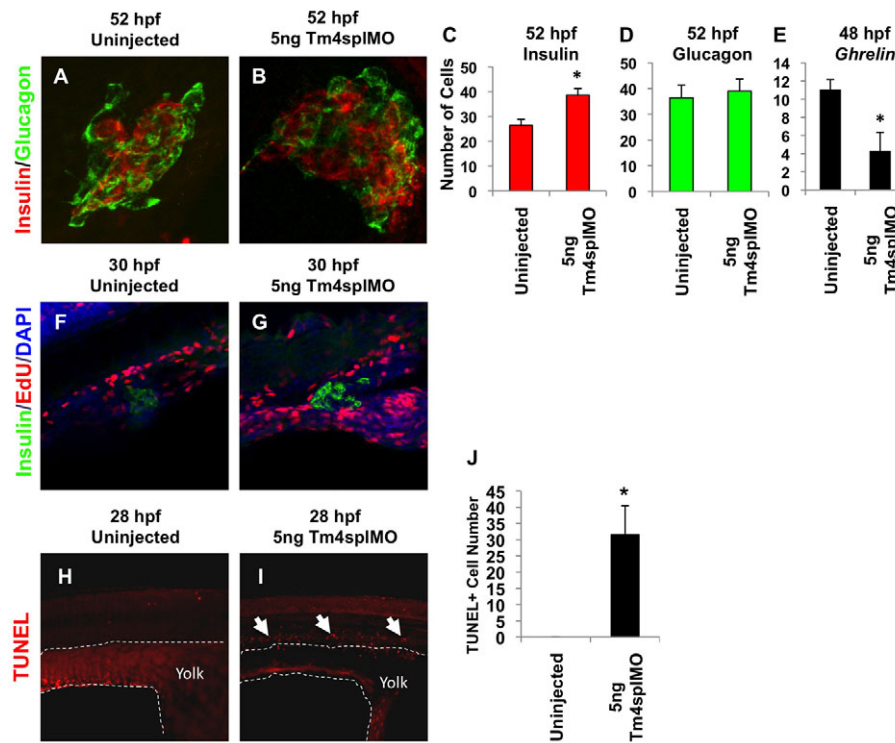 52 hpf
Uninjected
52 hpf
5ng Tm4splMO
Insulin/Glucagon
A
B
C
52 hpf
Insulin
Number of Cells
50
40
30
20
10
0
*
Uninjected
5ng
Tm4splMO
D
52 hpf
Glucagon
50
40
30
20
10
0
Uninjected
5ng
Tm4splMO
E
48 hpf
Ghrelin
14
12
10
8
6
4
2
0
*
Uninjected
5ng
Tm4splMO
30 hpf
Uninjected
30 hpf
5ng Tm4splMO
Insulin/EdU/DAPI
F
G
28 hpf
Uninjected
28 hpf
5ng Tm4splMO
TUNEL
H
Yolk
I
Yolk
J
TUNEL+ Cell Number
45
40
35
30
25
20
15
10
5
0
*
Uninjected
5ng
Tm4splMO